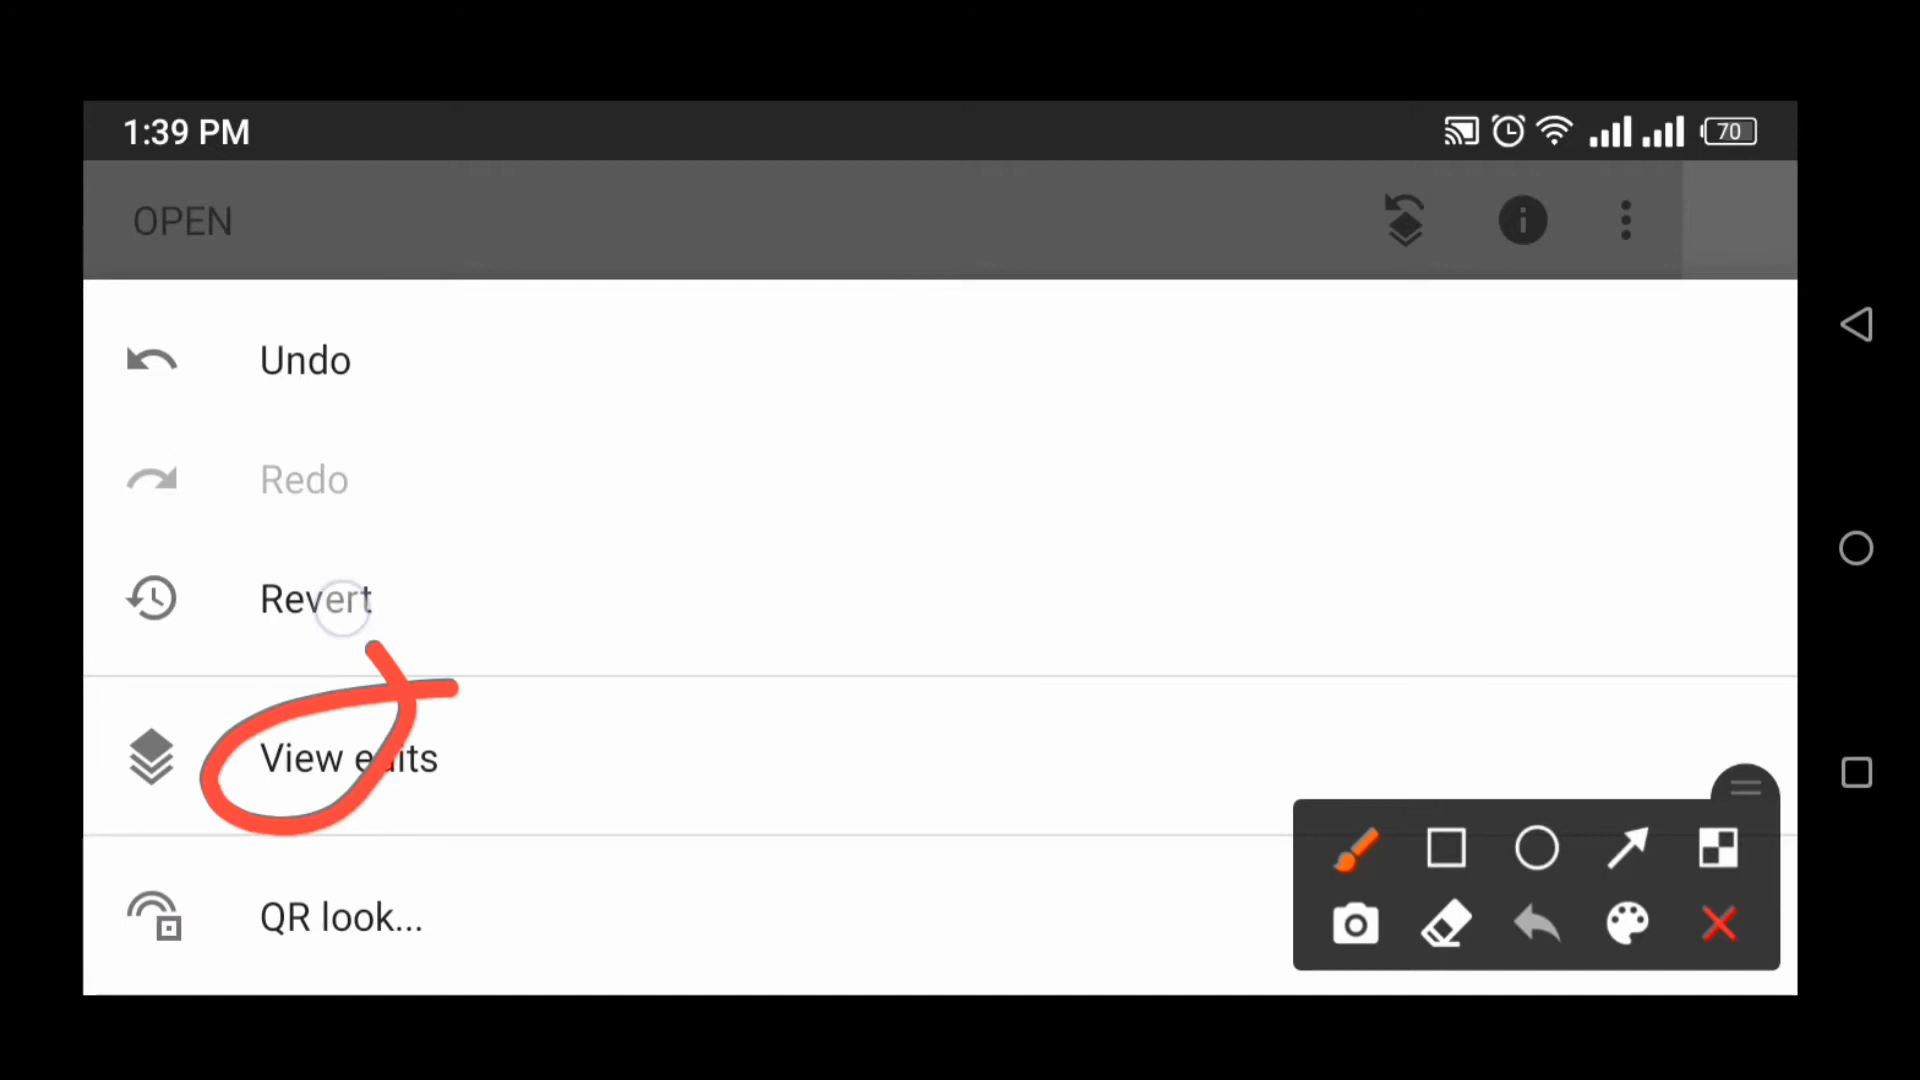 1:39 PM
70
OPEN
Undo
Redo
Revert
View edits
QR look...